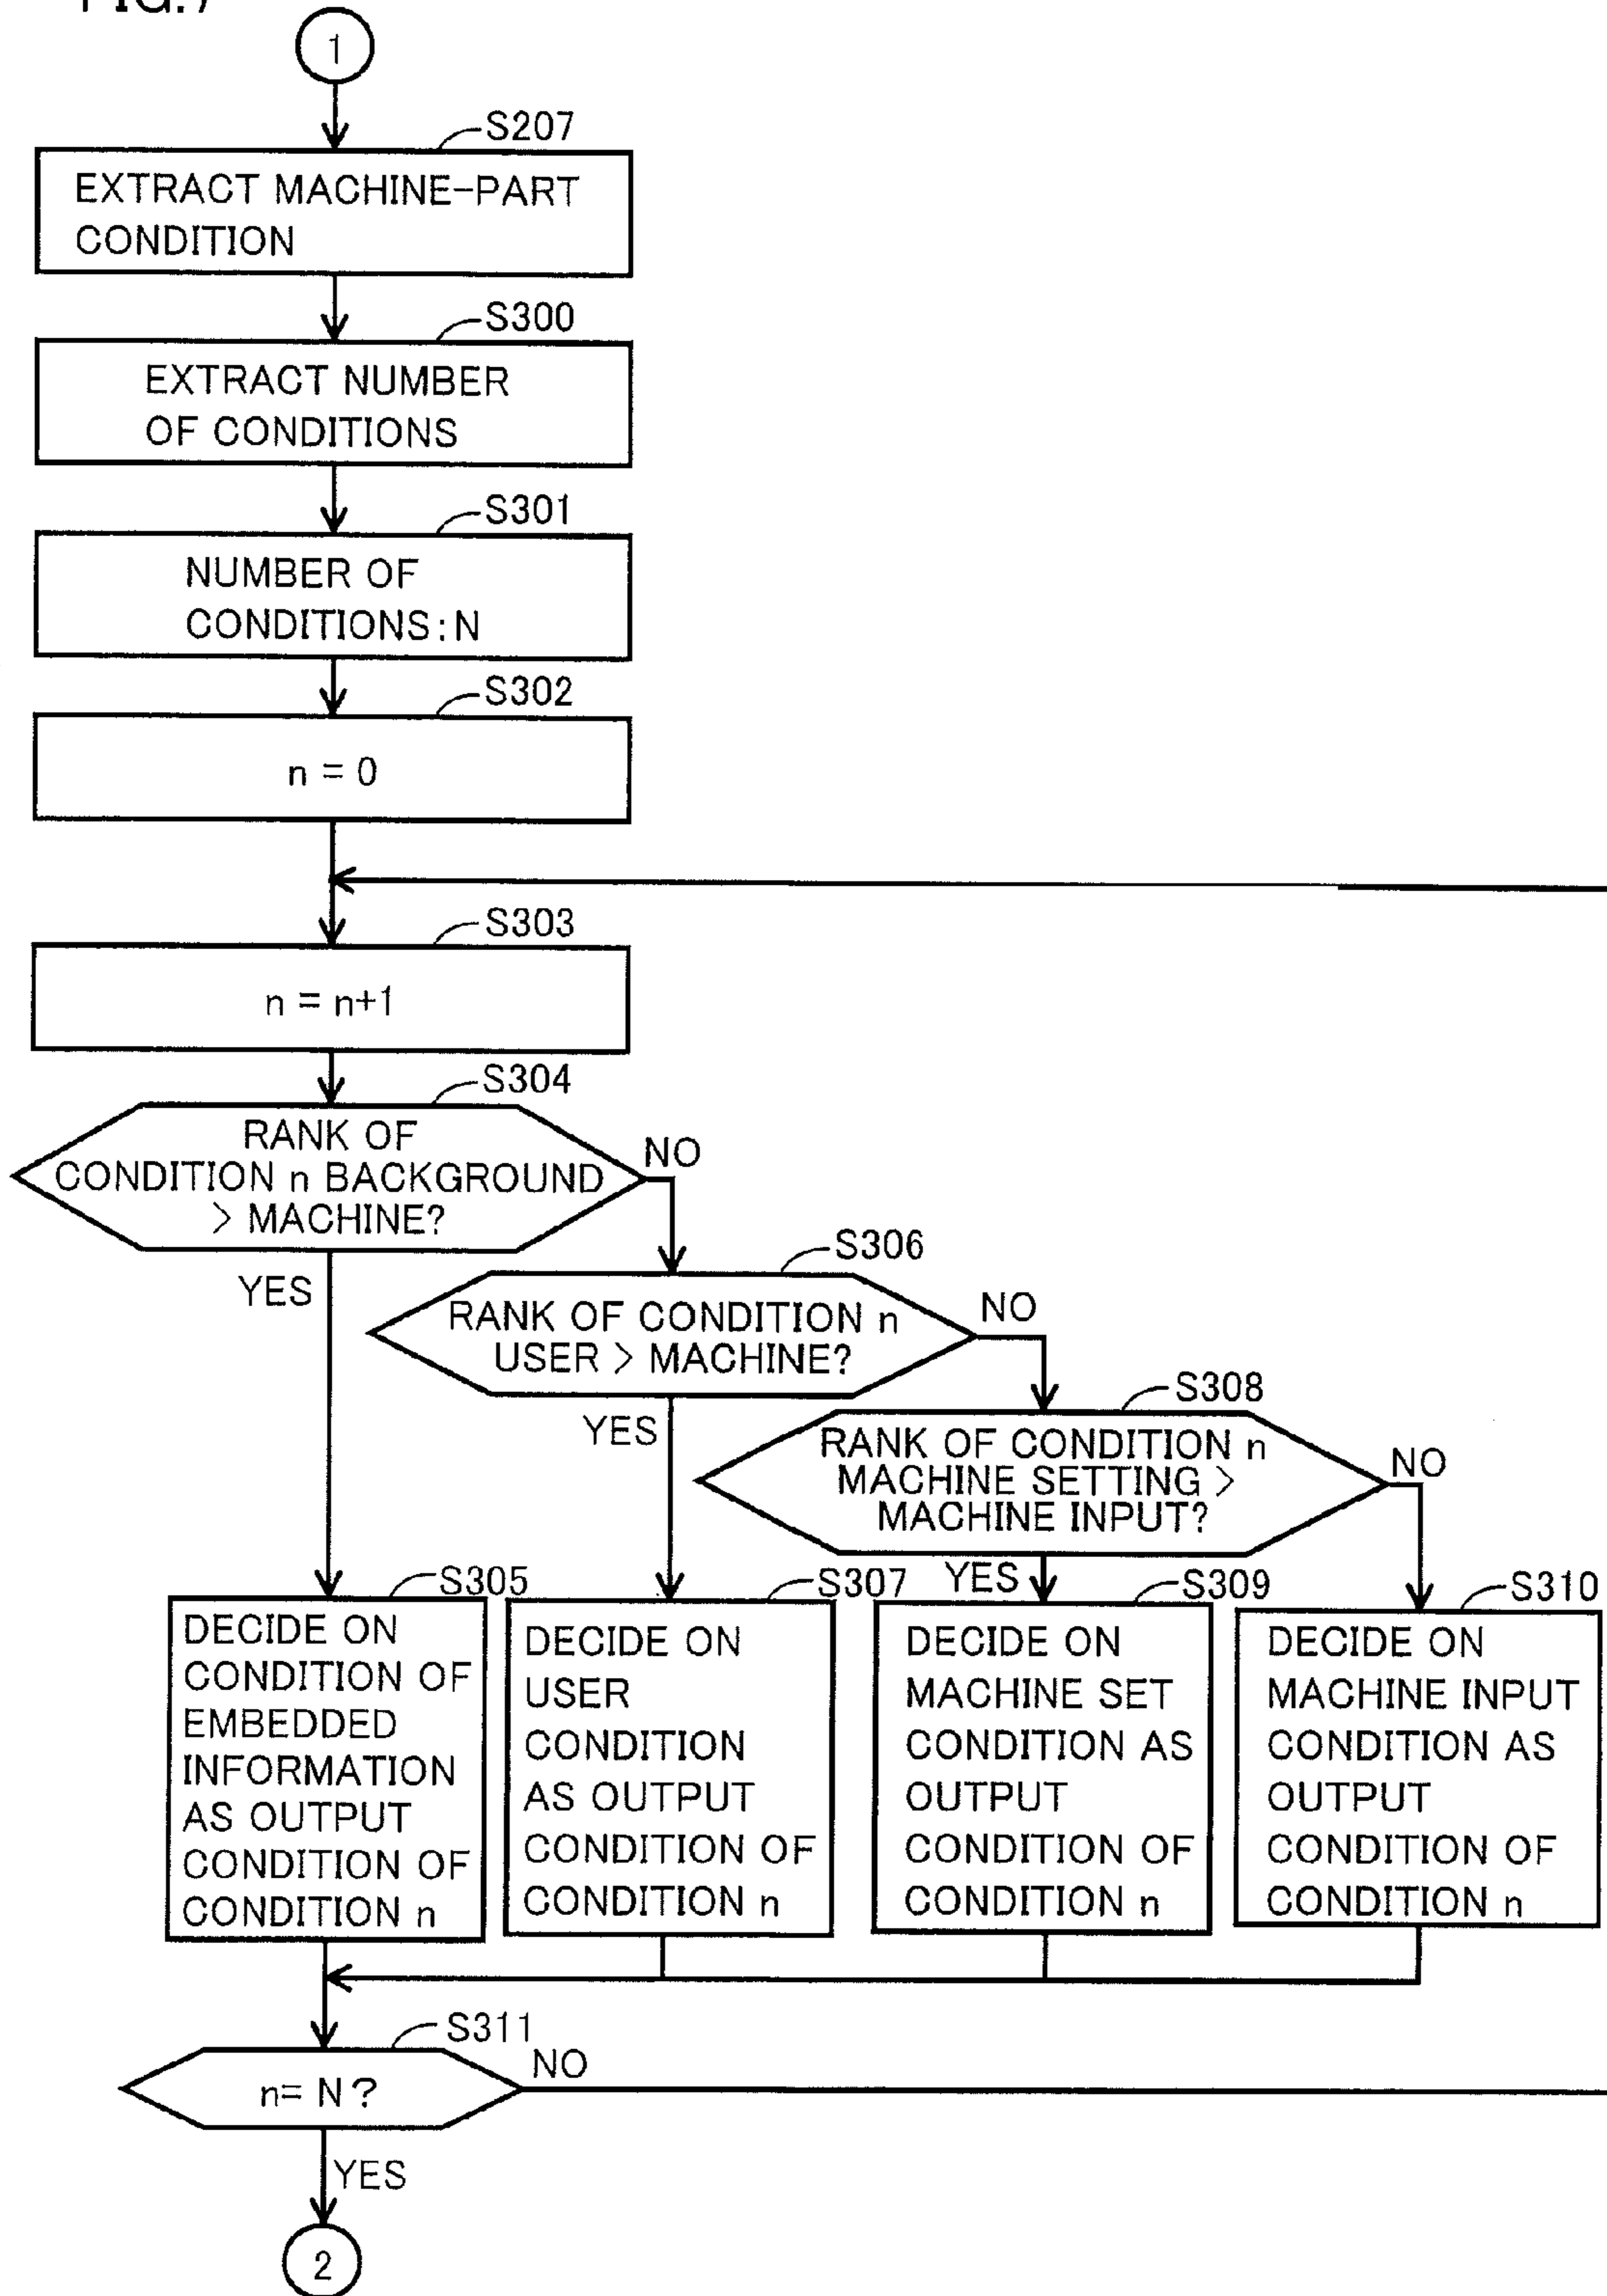 FIG.7
1
S207
EXTRACT MACHINE-PART
CONDITION
S300
EXTRACT NUMBER
OF CONDITIONS
S301
NUMBER OF
CONDITIONS:N
S302
n = 0
S303
n = n+1
S304
RANK OF
CONDITION n BACKGROUND
> MACHINE?
NO
YES
S306
RANK OF CONDITION n
USER > MACHINE?
NO
YES
S308
RANK OF CONDITION n
MACHINE SETTING >
MACHINE INPUT?
NO
YES
S305
DECIDE ON
CONDITION OF
EMBEDDED
INFORMATION
AS OUTPUT
CONDITION OF
CONDITION n
S307
DECIDE ON
USER
CONDITION
AS OUTPUT
CONDITION OF
CONDITION n
S309
DECIDE ON
MACHINE SET
CONDITION AS
OUTPUT
CONDITION OF
CONDITION n
S310
DECIDE ON
MACHINE INPUT
CONDITION AS
OUTPUT
CONDITION OF
CONDITION n
S311
n= N ?
NO
YES
2